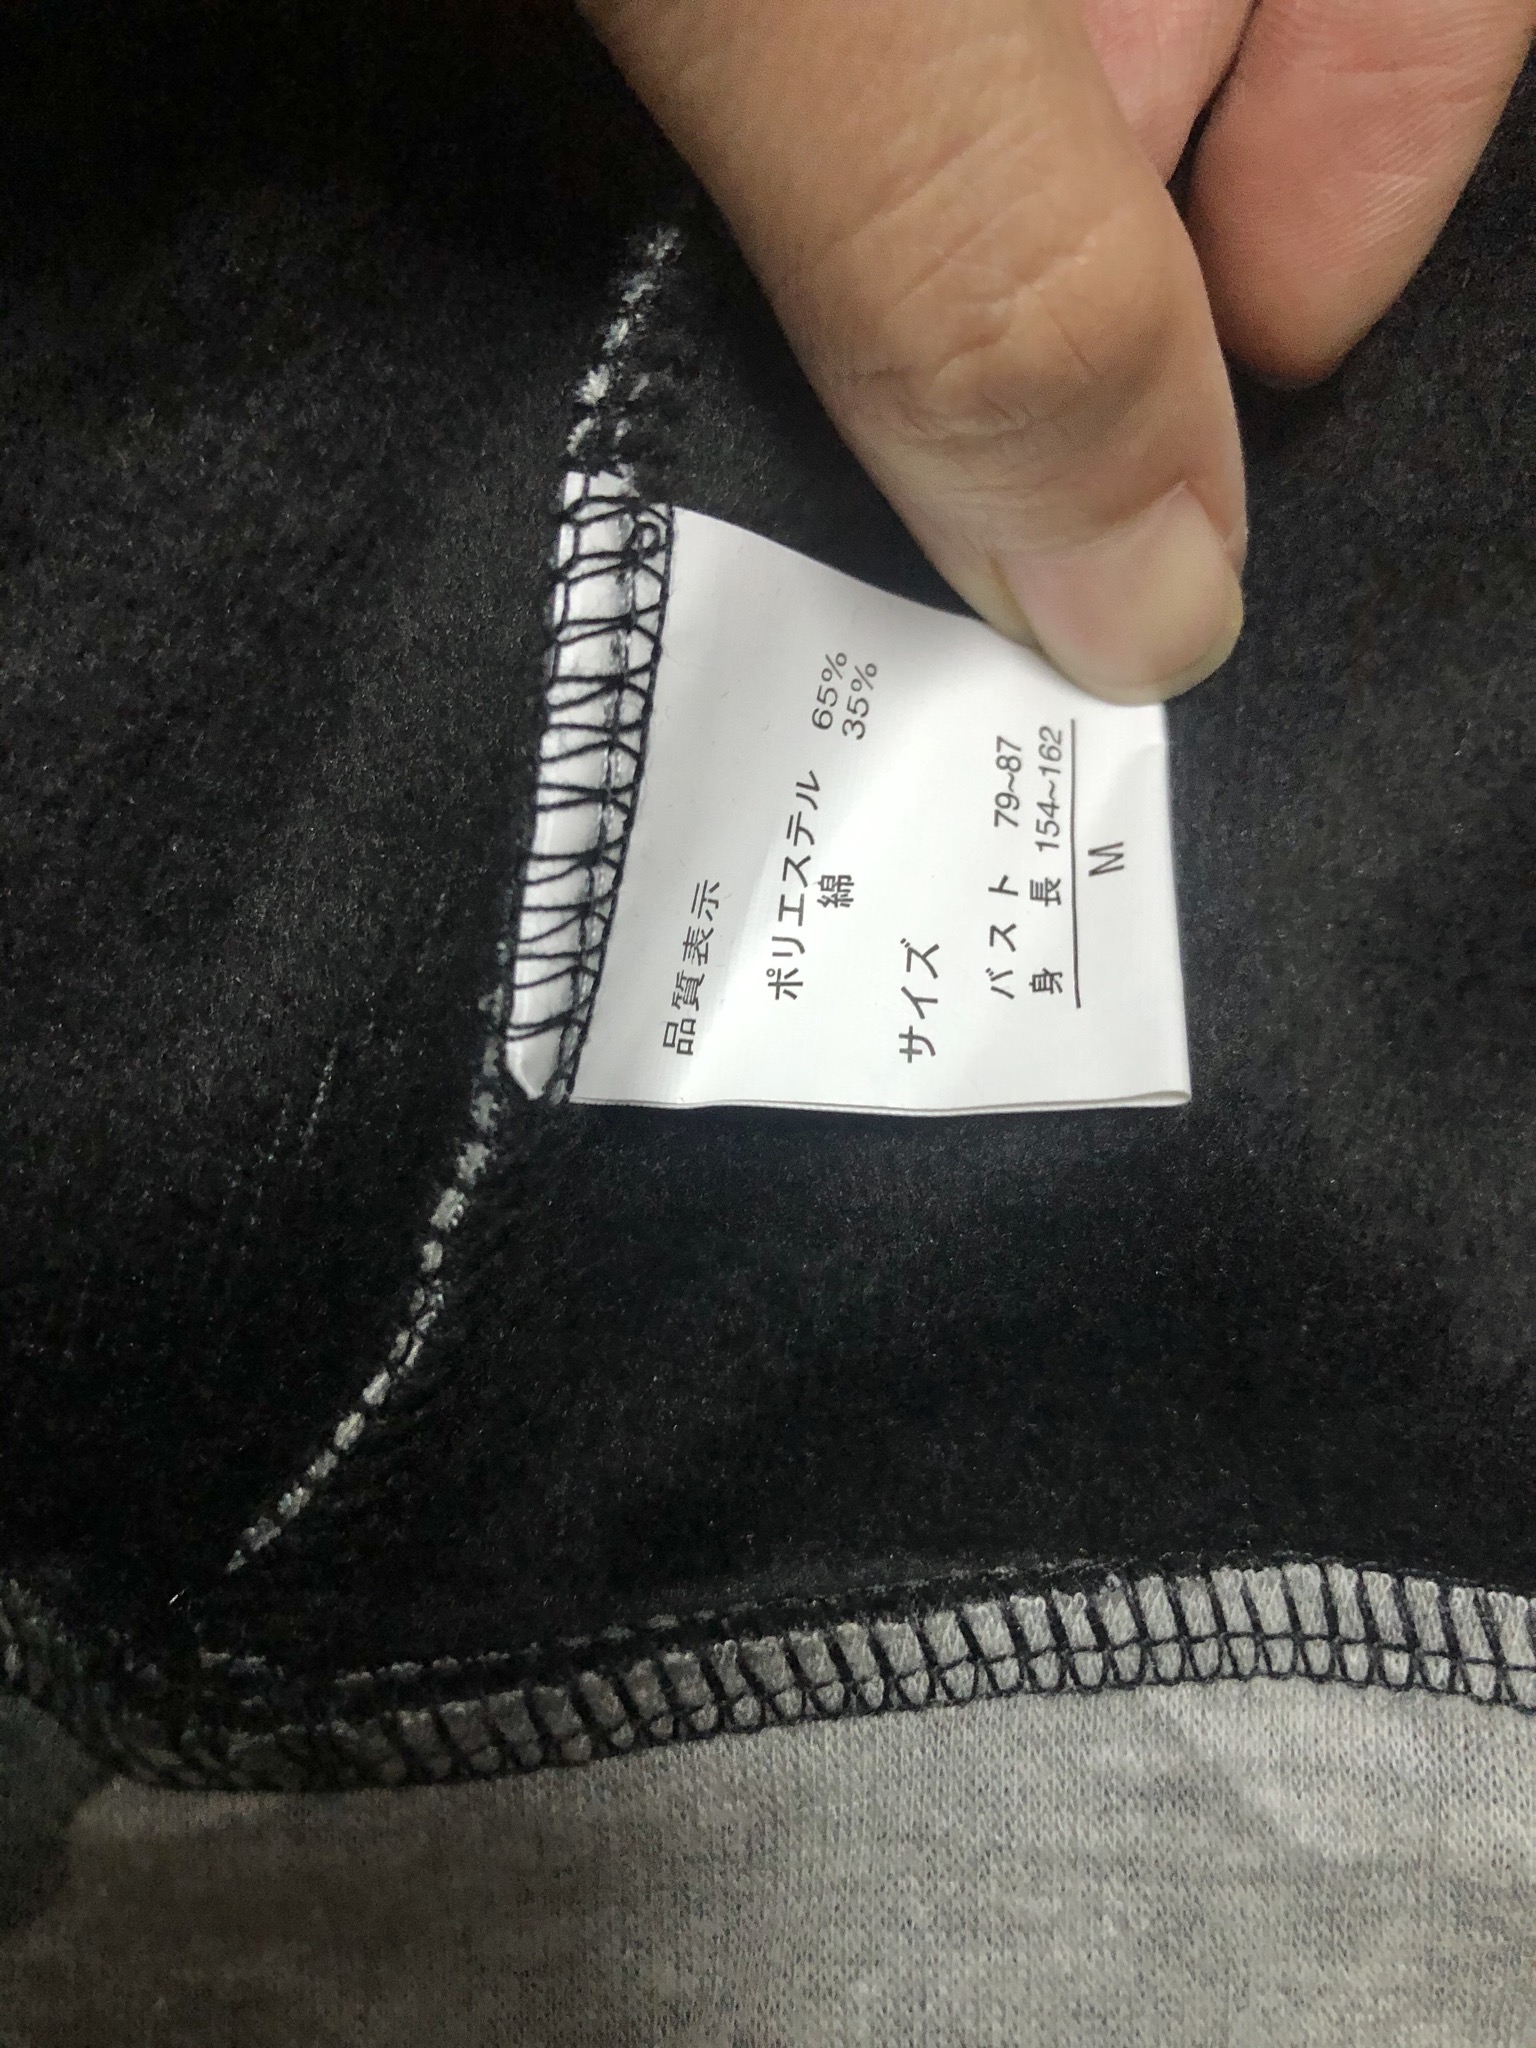 品質表示
ポリエステル 65%
綿 35%
サイズ
バスト 79~87
身長 154~162
M